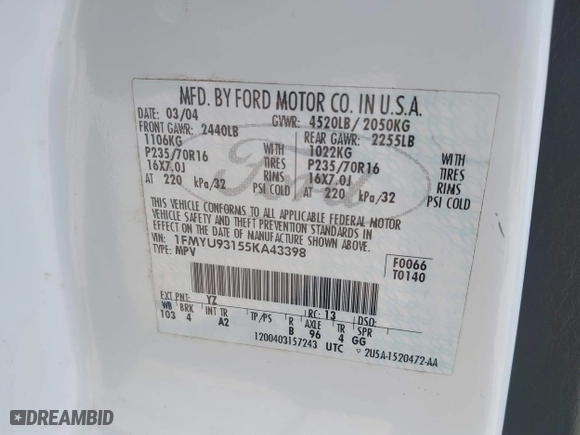 MFD. BY FORD MOTOR CO. IN U.S.A.
DATE: 03/04 GVWR: 4520LB/ 2050KG
FRONT GAWR: 2440LB REAR GAWR: 2255LB
1106KG WITH 1022KG WITH
P235/70R16 TIRES P235/70R16 TIRES
16X7.0J RIMS 16X7.0J RIMS
AT 220 kPa/32 PSI COLD AT 220 kPa/32 PSI COLD
Ford
THIS VEHICLE CONFORMS TO ALL APPLICABLE FEDERAL MOTOR
VEHICLE SAFETY AND THEFT PREVENTION STANDARDS IN
EFFECT ON THE DATE OF MANUFACTURE SHOWN ABOVE.
VIN: 1FMYU93155KA43398 F0066
TYPE: MPV T0140
EXT PNT: YZ RC: 13 DSO:
WB BRK INT TR TP/PS R AXLE TR SPR
103 4 A2 B 96 4 GG
1200403157243 UTC 2U5A-1520472-AA
DREAMBID